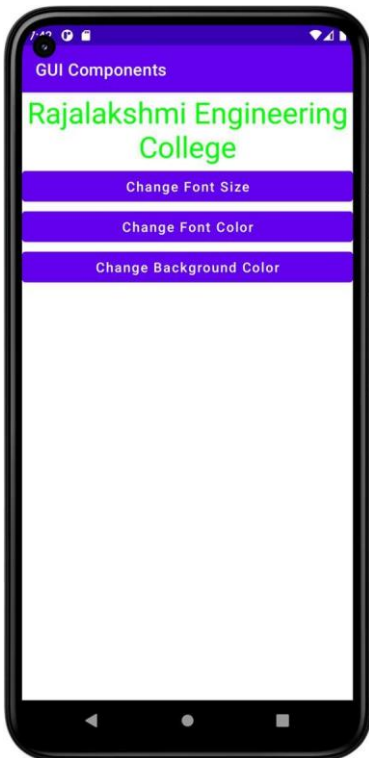 GUI Components
Rajalakshmi Engineering
College
Change Font Size
Change Font Color
Change Background Color